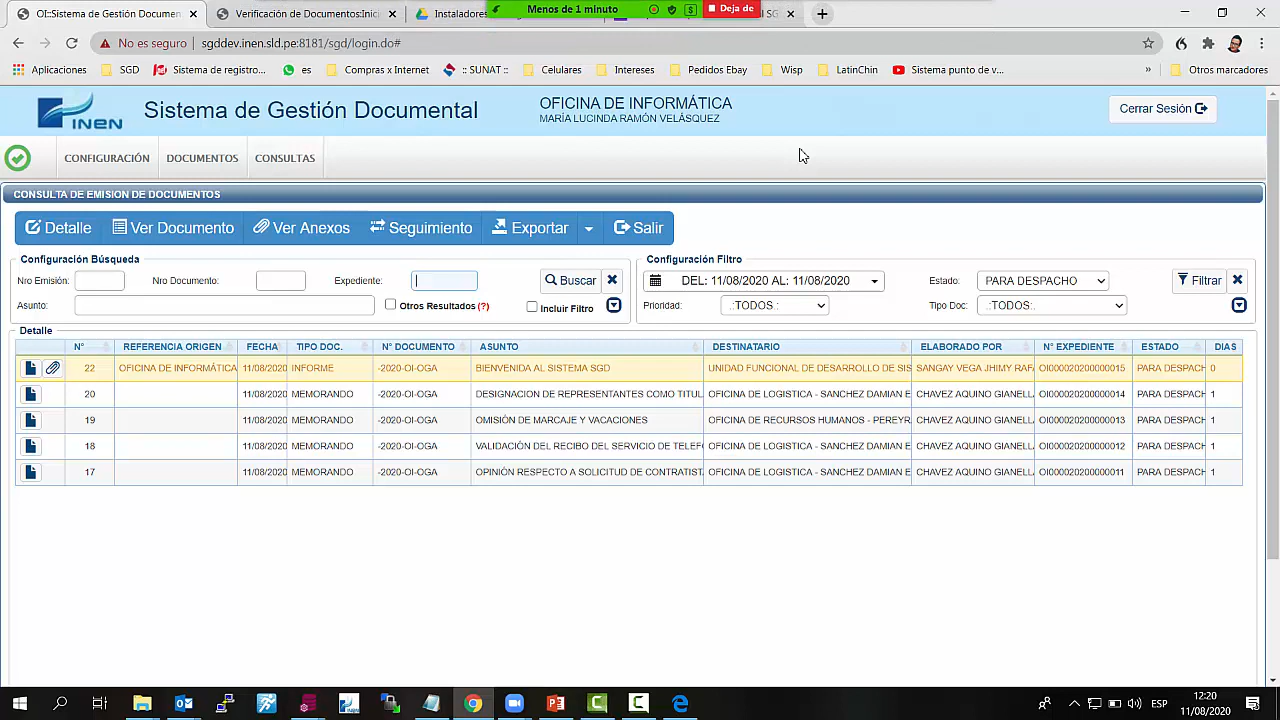 OI::Sistema de Gestión Documen
Verificación de Documentos:Inici
Instaladores
Menos de 1 minuto
Deja de
No es seguro
sgddev.inen.sld.pe:8181/sgd/login.do#
Aplicaciones
SGD
Sistema de registro...
es
Compras x Internet
:: SUNAT ::
Celulares
Intereses
Pedidos Ebay
Wisp
LatinChin
Sistema punto de v...
»
Otros marcadores
INEN
Sistema de Gestión Documental
OFICINA DE INFORMÁTICA
MARÍA LUCINDA RAMÓN VELÁSQUEZ
Cerrar Sesión
CONFIGURACIÓN
DOCUMENTOS
CONSULTAS
CONSULTA DE EMISION DE DOCUMENTOS
Detalle
Ver Documento
Ver Anexos
Seguimiento
Exportar
Salir
Configuración Búsqueda
Nro Emisión:
Nro Documento:
Expediente:
Buscar
Asunto:
Otros Resultados (?)
Incluir Filtro
Configuración Filtro
DEL: 11/08/2020 AL: 11/08/2020
Estado:
PARA DESPACHO
Filtrar
Prioridad:
.:TODOS :.
Tipo Doc:
.:TODOS:.
Detalle
N° REFERENCIA ORIGEN FECHA TIPO DOC. N° DOCUMENTO ASUNTO DESTINATARIO ELABORADO POR N° EXPEDIENTE ESTADO DIAS
22 OFICINA DE INFORMÁTICA 11/08/2020 INFORME -2020-OI-OGA BIENVENIDA AL SISTEMA SGD UNIDAD FUNCIONAL DE DESARROLLO DE SIS SANGAY VEGA JHIMY RAFA OI000020200000015 PARA DESPACH 0
20 11/08/2020 MEMORANDO -2020-OI-OGA DESIGNACION DE REPRESENTANTES COMO TITUL OFICINA DE LOGISTICA - SANCHEZ DAMIAN E CHAVEZ AQUINO GIANELL OI000020200000014 PARA DESPACH 1
19 11/08/2020 MEMORANDO -2020-OI-OGA OMISIÓN DE MARCAJE Y VACACIONES OFICINA DE RECURSOS HUMANOS - PEREYR CHAVEZ AQUINO GIANELL OI000020200000013 PARA DESPACH 1
18 11/08/2020 MEMORANDO -2020-OI-OGA VALIDACIÓN DEL RECIBO DEL SERVICIO DE TELEF OFICINA DE LOGISTICA - SANCHEZ DAMIAN E CHAVEZ AQUINO GIANELL OI000020200000012 PARA DESPACH 1
17 11/08/2020 MEMORANDO -2020-OI-OGA OPINIÓN RESPECTO A SOLICITUD DE CONTRATIST OFICINA DE LOGISTICA - SANCHEZ DAMIAN E CHAVEZ AQUINO GIANELL OI000020200000011 PARA DESPACH 1
ESP
12:20
11/08/2020